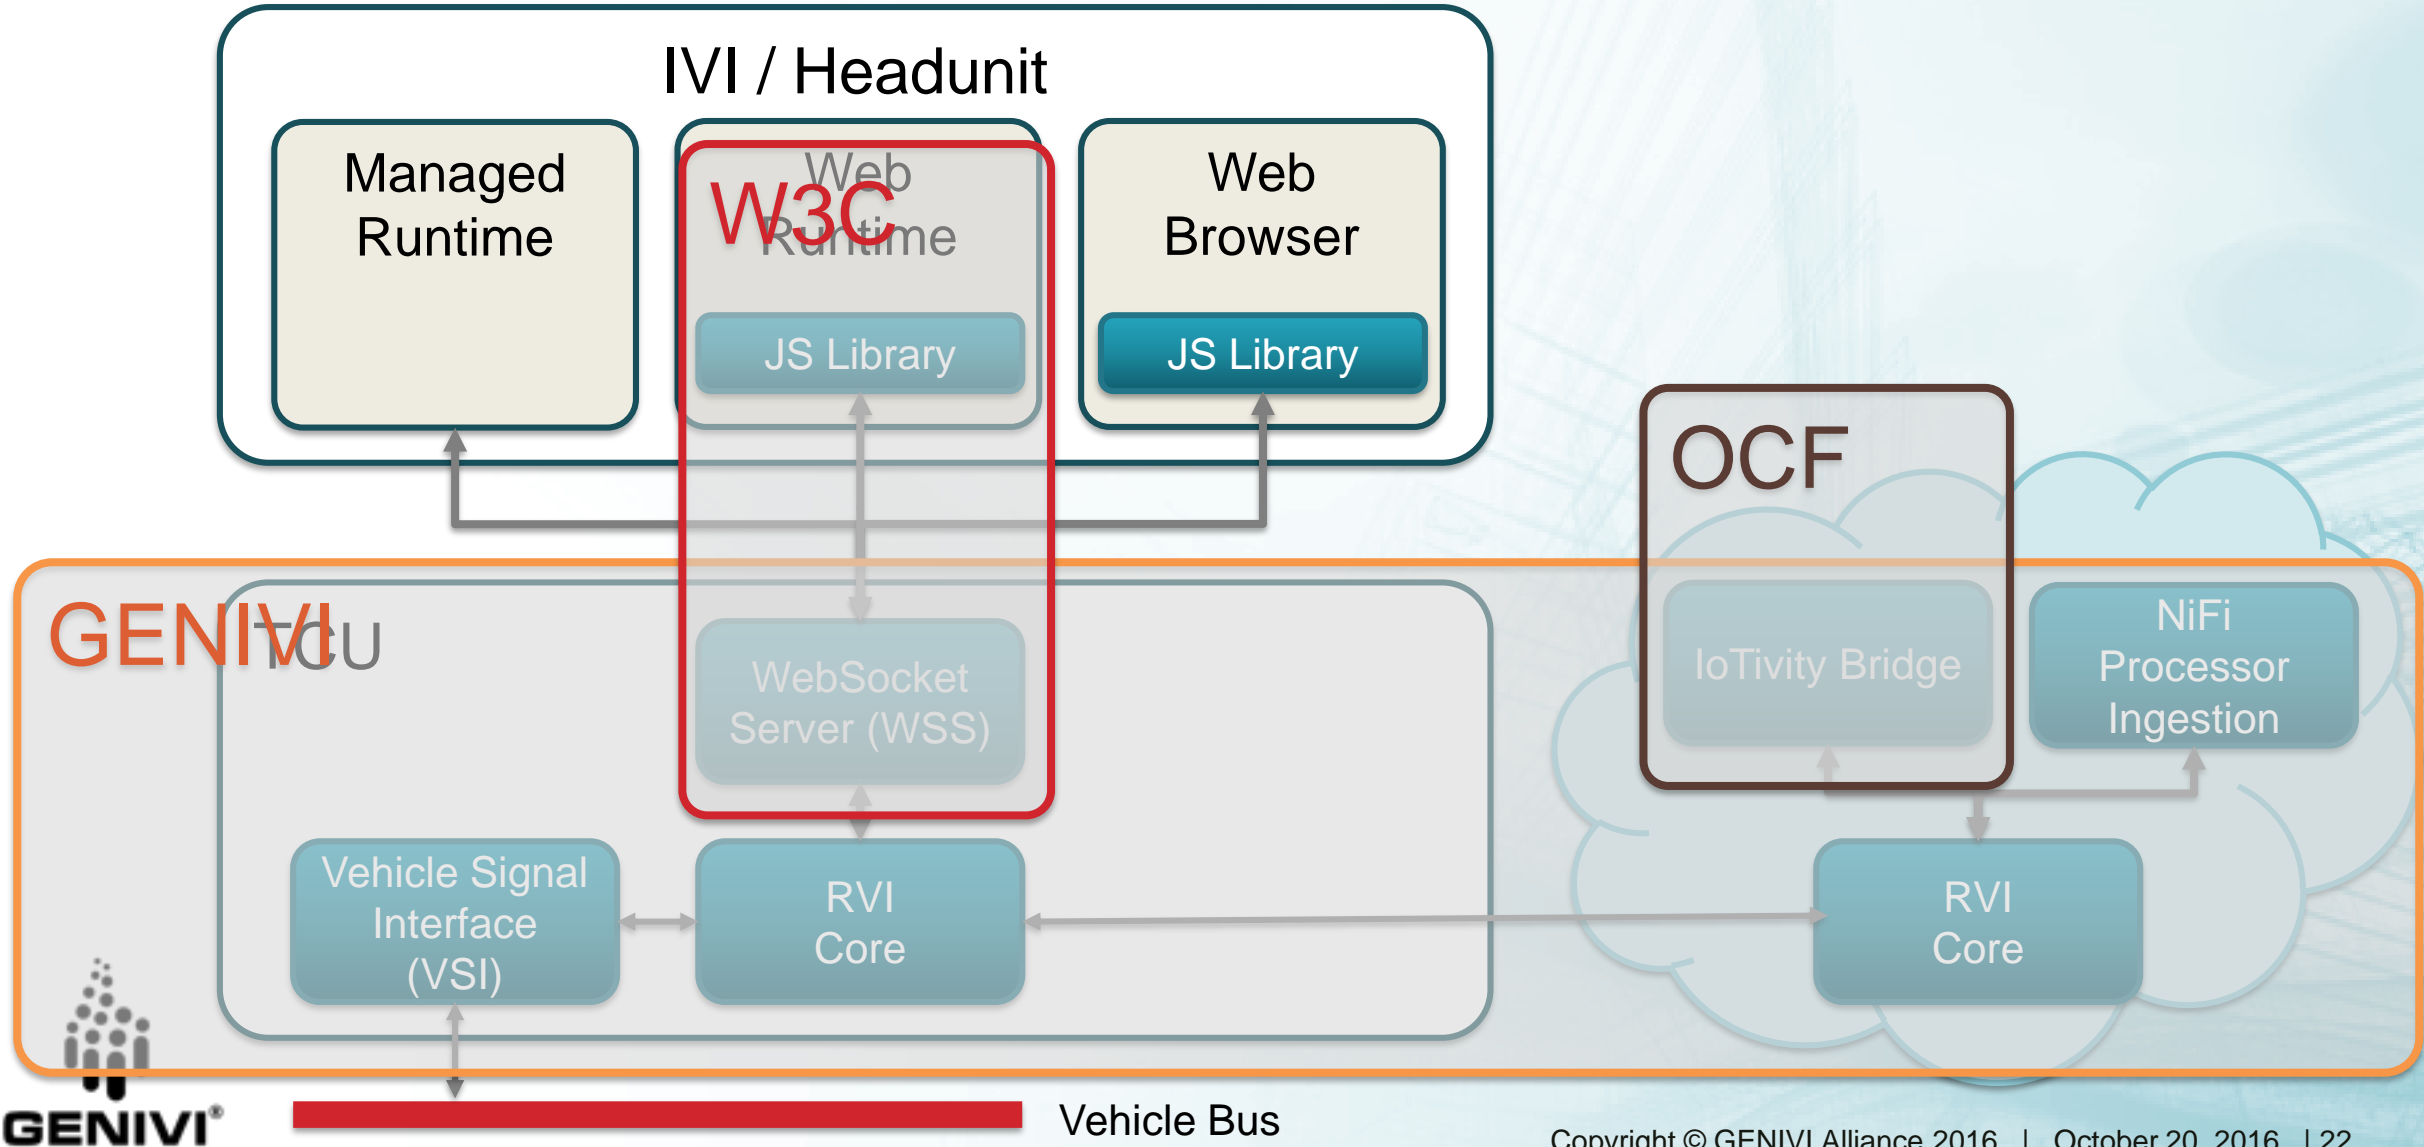 IVI / Headunit
Managed
Runtime
Web
Runtime
W3C
JS Library
Web
Browser
JS Library
OCF
GENIVI
TCU
WebSocket
Server (WSS)
IoTivity Bridge
NiFi
Processor
Ingestion
Vehicle Signal
Interface
(VSI)
RVI
Core
RVI
Core
GENIVI®
Vehicle Bus
Copyright © GENIVI Alliance 2016 | October 20, 2016 | 22